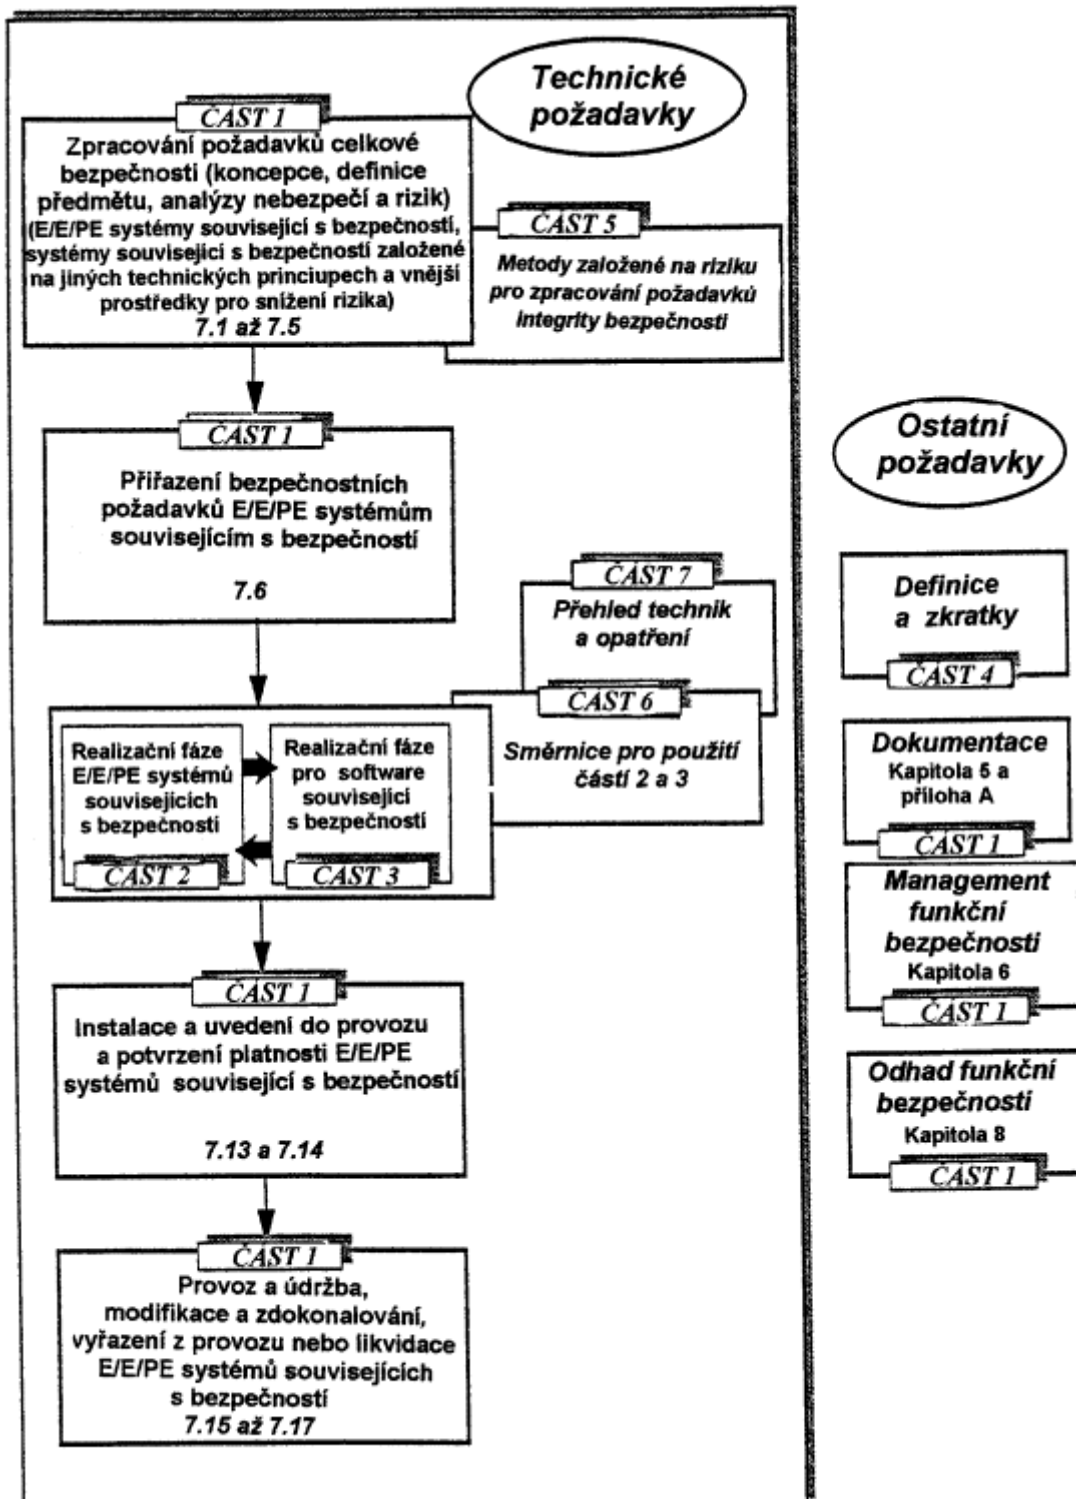 Technické
požadavky
ČÁST 1
Zpracování požadavků celkové
bezpečnosti (koncepce, definice
předmětu, analýzy nebezpečí a rizik)
(E/E/PE systémy související s bezpečností,
systémy související s bezpečností založené
na jiných technických princiupech a vnější
prostředky pro snížení rizika)
7.1 až 7.5
ČÁST 5
Metody založené na riziku
pro zpracování požadavků
integrity bezpečnosti
ČÁST 1
Přiřazení bezpečnostních
požadavků E/E/PE systémům
souvisejícím s bezpečností
7.6
ČÁST 7
Přehled technik
a opatření
ČÁST 6
Směrnice pro použití
částí 2 a 3
Realizační fáze
E/E/PE systémů
souvisejících
s bezpečností
ČÁST 2
Realizační fáze
pro software
související
s bezpečností
ČÁST 3
ČÁST 1
Instalace a uvedení do provozu
a potvrzení platnosti E/E/PE
systémů související s bezpečností
7.13 a 7.14
ČÁST 1
Provoz a údržba,
modifikace a zdokonalování,
vyřazení z provozu nebo likvidace
E/E/PE systémů souvisejících
s bezpečností
7.15 až 7.17
Ostatní
požadavky
Definice
a zkratky
ČÁST 4
Dokumentace
Kapitola 5 a
příloha A
ČÁST 1
Management
funkční
bezpečnosti
Kapitola 6
ČÁST 1
Odhad funkční
bezpečnosti
Kapitola 8
ČÁST 1